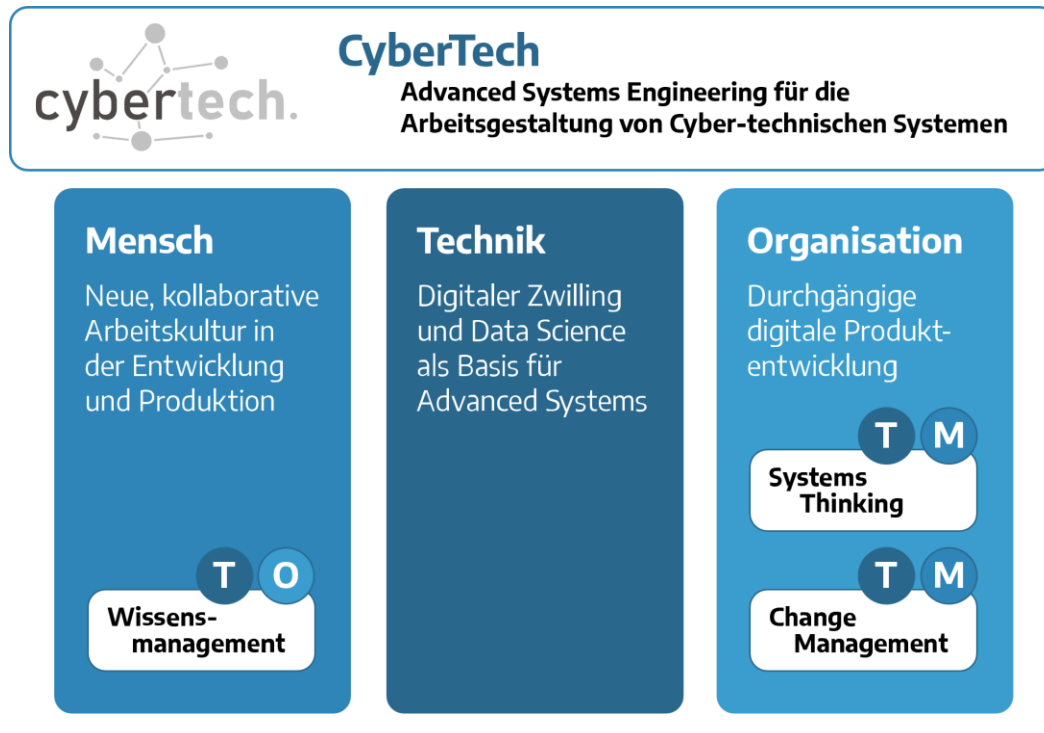 cybertech.
CyberTech
Advanced Systems Engineering für die
Arbeitsgestaltung von Cyber-technischen Systemen
Mensch
Neue, kollaborative
Arbeitskultur in
der Entwicklung
und Produktion
T O
Wissens-
management
Technik
Digitaler Zwilling
und Data Science
als Basis für
Advanced Systems
Organisation
Durchgängige
digitale Produkt-
entwicklung
T M
Systems
Thinking
T M
Change
Management